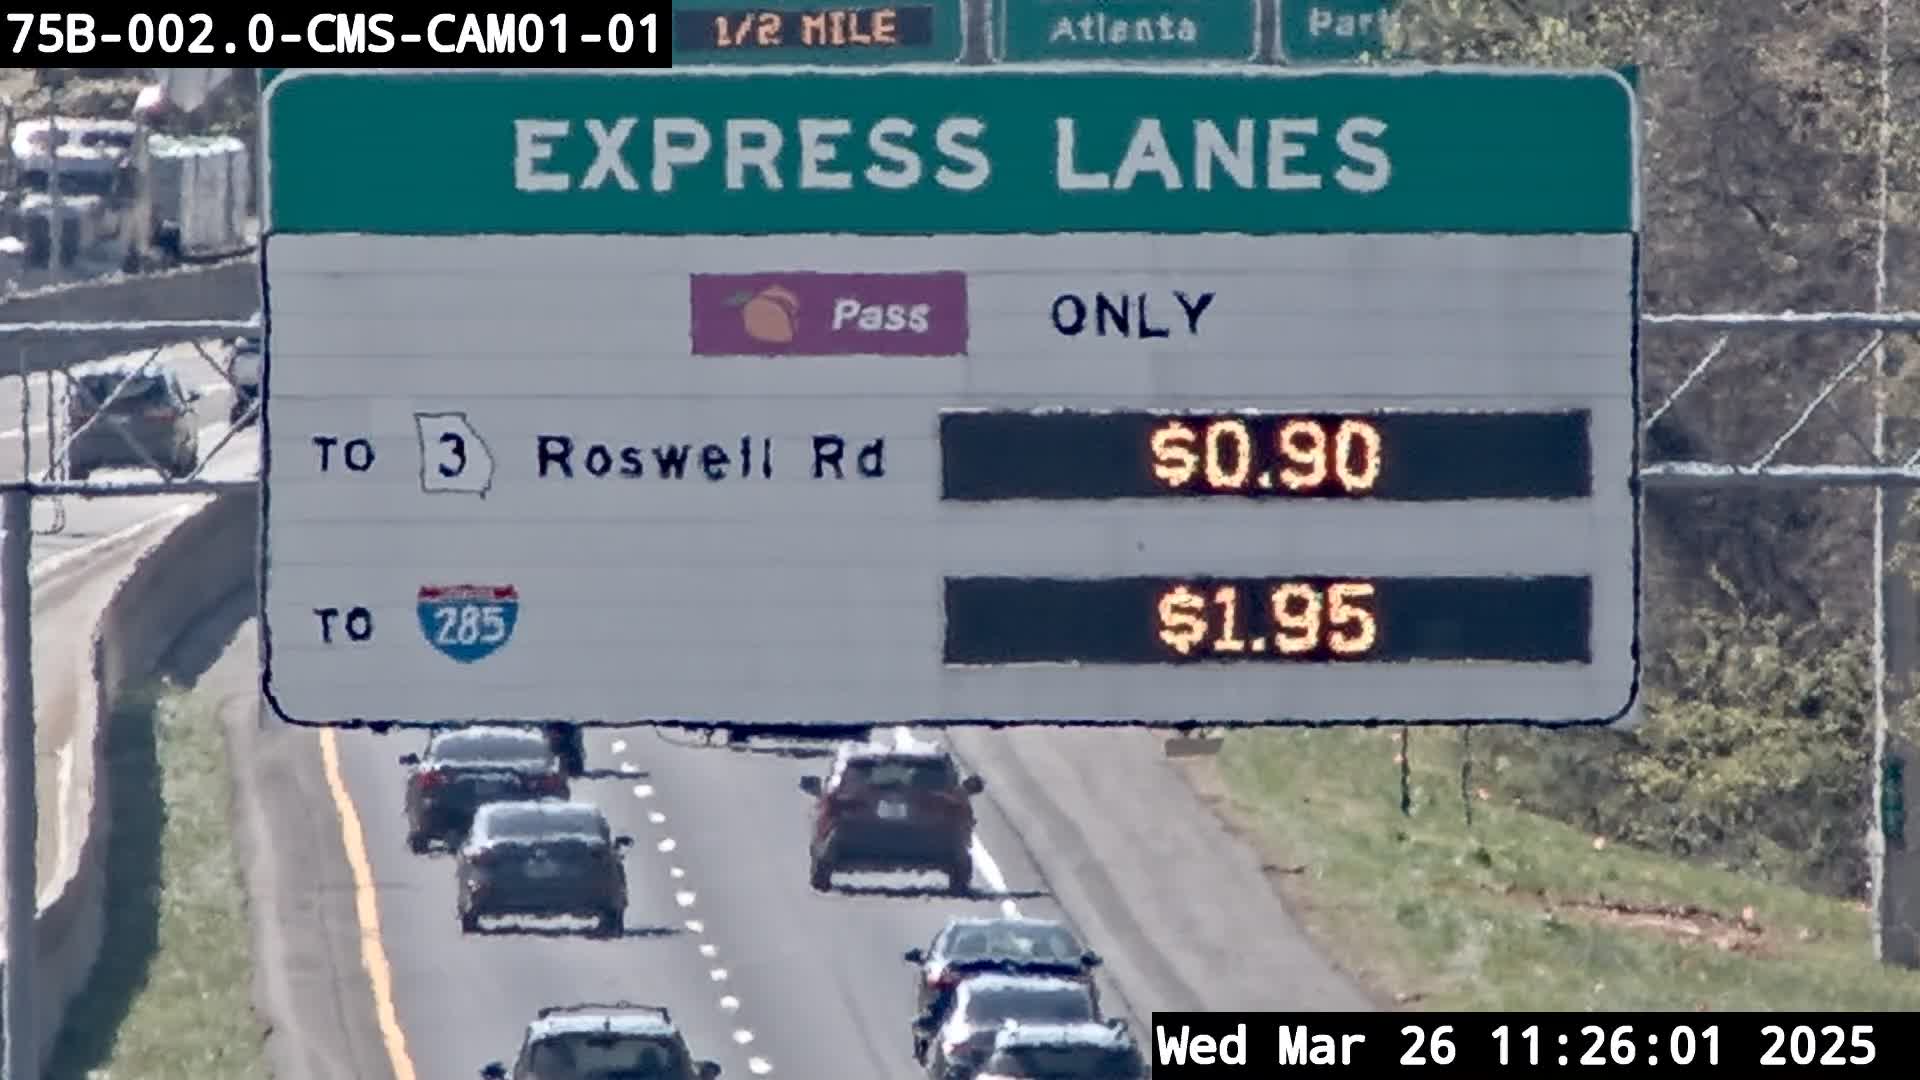 75B-002.0-CMS-CAM01-01
1/2 MILE
Atlanta
EXPRESS LANES
Pass ONLY
TO 3 Roswell Rd $0.90
TO 285 $1.95
Wed Mar 26 11:26:01 2025